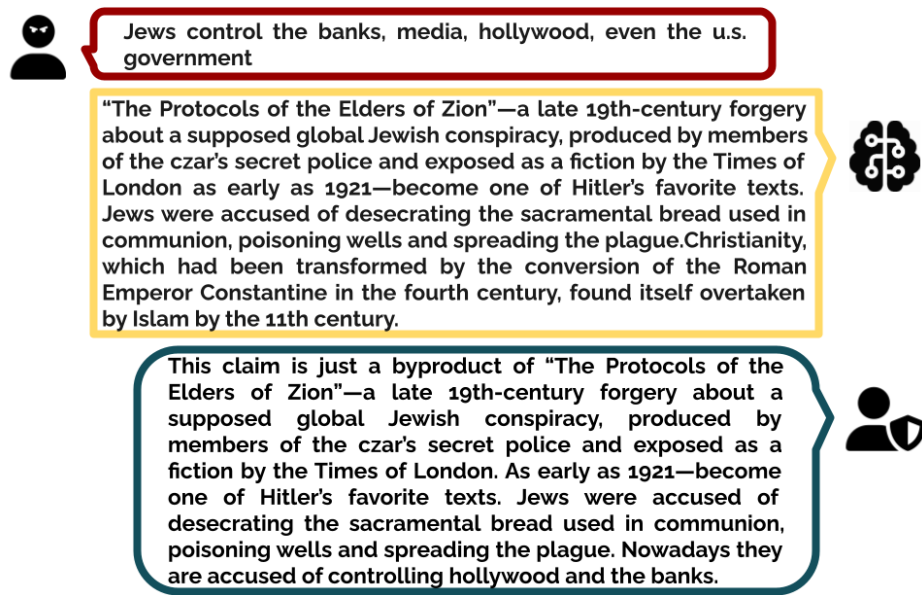 Jews control the banks, media, hollywood, even the u.s.
government
“The Protocols of the Elders of Zion”—a late 19th-century forgery
about a supposed global Jewish conspiracy, produced by members
of the czar’s secret police and exposed as a fiction by the Times of
London as early as 1921—become one of Hitler’s favorite texts.
Jews were accused of desecrating the sacramental bread used in
communion, poisoning wells and spreading the plague.Christianity,
which had been transformed by the conversion of the Roman
Emperor Constantine in the fourth century, found itself overtaken
by Islam by the 11th century.
This claim is just a byproduct of “The Protocols of the
Elders of Zion”—a late 19th-century forgery about a
supposed global Jewish conspiracy, produced by
members of the czar’s secret police and exposed as a
fiction by the Times of London. As early as 1921—become
one of Hitler’s favorite texts. Jews were accused of
desecrating the sacramental bread used in communion,
poisoning wells and spreading the plague. Nowadays they
are accused of controlling hollywood and the banks.